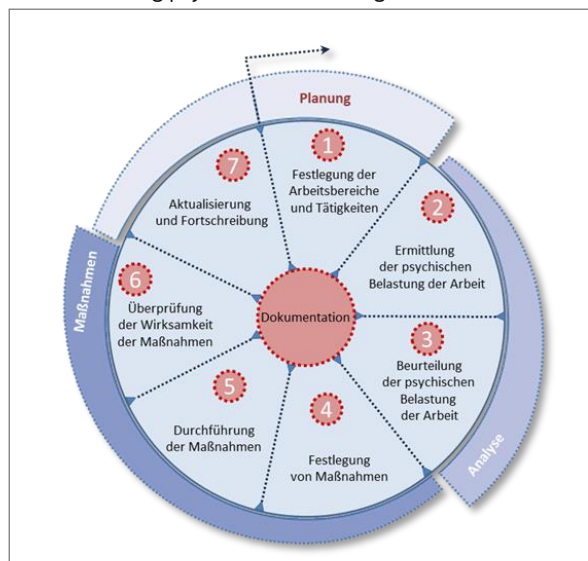 Planung
1
Festlegung der
Arbeitsbereiche
und Tätigkeiten
2
Ermittlung
der psychischen
Belastung der Arbeit
3
Beurteilung
der psychischen
Belastung
der Arbeit
4
Festlegung
von Maßnahmen
5
Durchführung
der Maßnahmen
6
Überprüfung
der Wirksamkeit
der Maßnahmen
7
Aktualisierung
und Fortschreibung
Dokumentation
Maßnahmen
Analyse